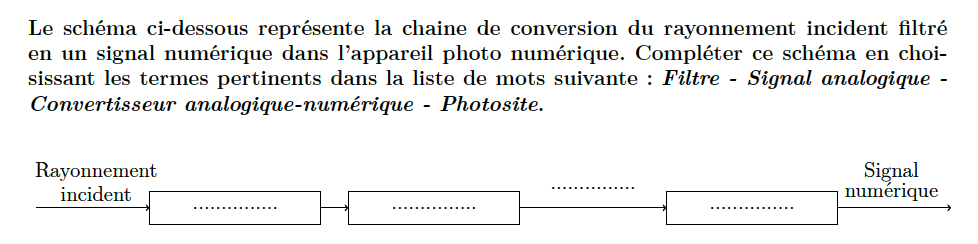 Le schéma ci-dessous représente la chaine de conversion du rayonnement incident filtré
en un signal numérique dans l'appareil photo numérique. Compléter ce schéma en choi-
sissant les termes pertinents dans la liste de mots suivante : Filtre - Signal analogique -
Convertisseur analogique-numérique - Photosite.
Rayonnement
incident
...............
...............
...............
...............
Signal
numérique